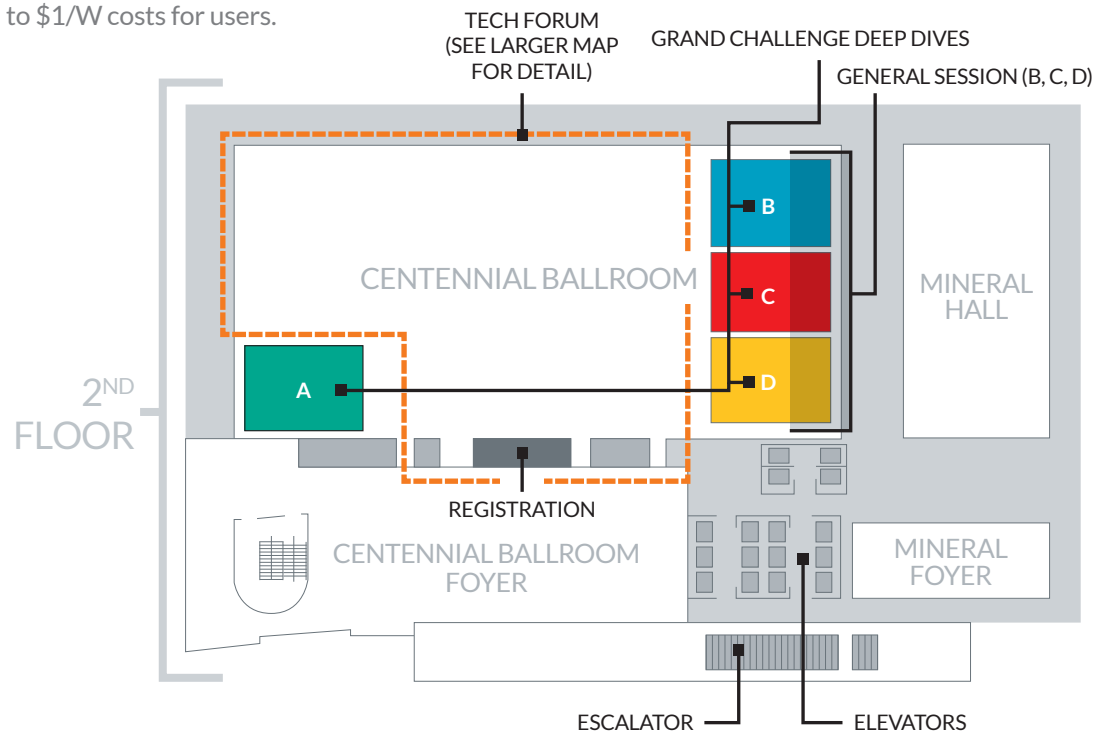 to $1/W costs for users.
TECH FORUM
(SEE LARGER MAP
FOR DETAIL)
GRAND CHALLENGE DEEP DIVES
GENERAL SESSION (B, C, D)
B
CENTENNIAL BALLROOM
C
MINERAL
HALL
A
D
2ND
FLOOR
REGISTRATION
CENTENNIAL BALLROOM
FOYER
MINERAL
FOYER
ESCALATOR
ELEVATORS